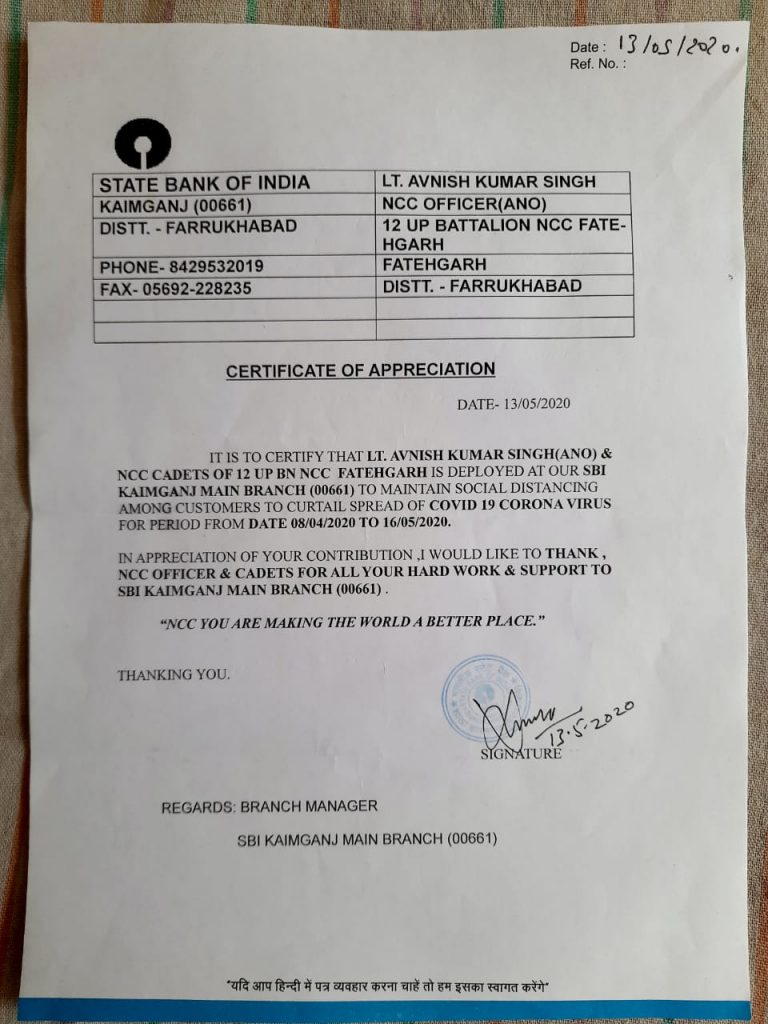 Date : 13/05/2020.
Ref. No. :
STATE BANK OF INDIA
LT. AVNISH KUMAR SINGH
KAIMGANJ (00661)
NCC OFFICER(ANO)
DISTT. - FARRUKHABAD
12 UP BATTALION NCC FATE-
HGARH
PHONE- 8429532019
FATEHGARH
FAX- 05692-228235
DISTT. - FARRUKHABAD
CERTIFICATE OF APPRECIATION
DATE- 13/05/2020
IT IS TO CERTIFY THAT LT. AVNISH KUMAR SINGH(ANO) &
NCC CADETS OF 12 UP BN NCC FATEHGARH IS DEPLOYED AT OUR SBI
KAIMGANJ MAIN BRANCH (00661) TO MAINTAIN SOCIAL DISTANCING
AMONG CUSTOMERS TO CURTAIL SPREAD OF COVID 19 CORONA VIRUS
FOR PERIOD FROM DATE 08/04/2020 TO 16/05/2020.
IN APPRECIATION OF YOUR CONTRIBUTION ,I WOULD LIKE TO THANK ,
NCC OFFICER & CADETS FOR ALL YOUR HARD WORK & SUPPORT TO
SBI KAIMGANJ MAIN BRANCH (00661) .
“NCC YOU ARE MAKING THE WORLD A BETTER PLACE.”
THANKING YOU.
13.5.2020
SIGNATURE
REGARDS: BRANCH MANAGER
SBI KAIMGANJ MAIN BRANCH (00661)
"यदि आप हिन्दी में पत्र व्यवहार करना चाहें तो हम इसका स्वागत करेंगे"